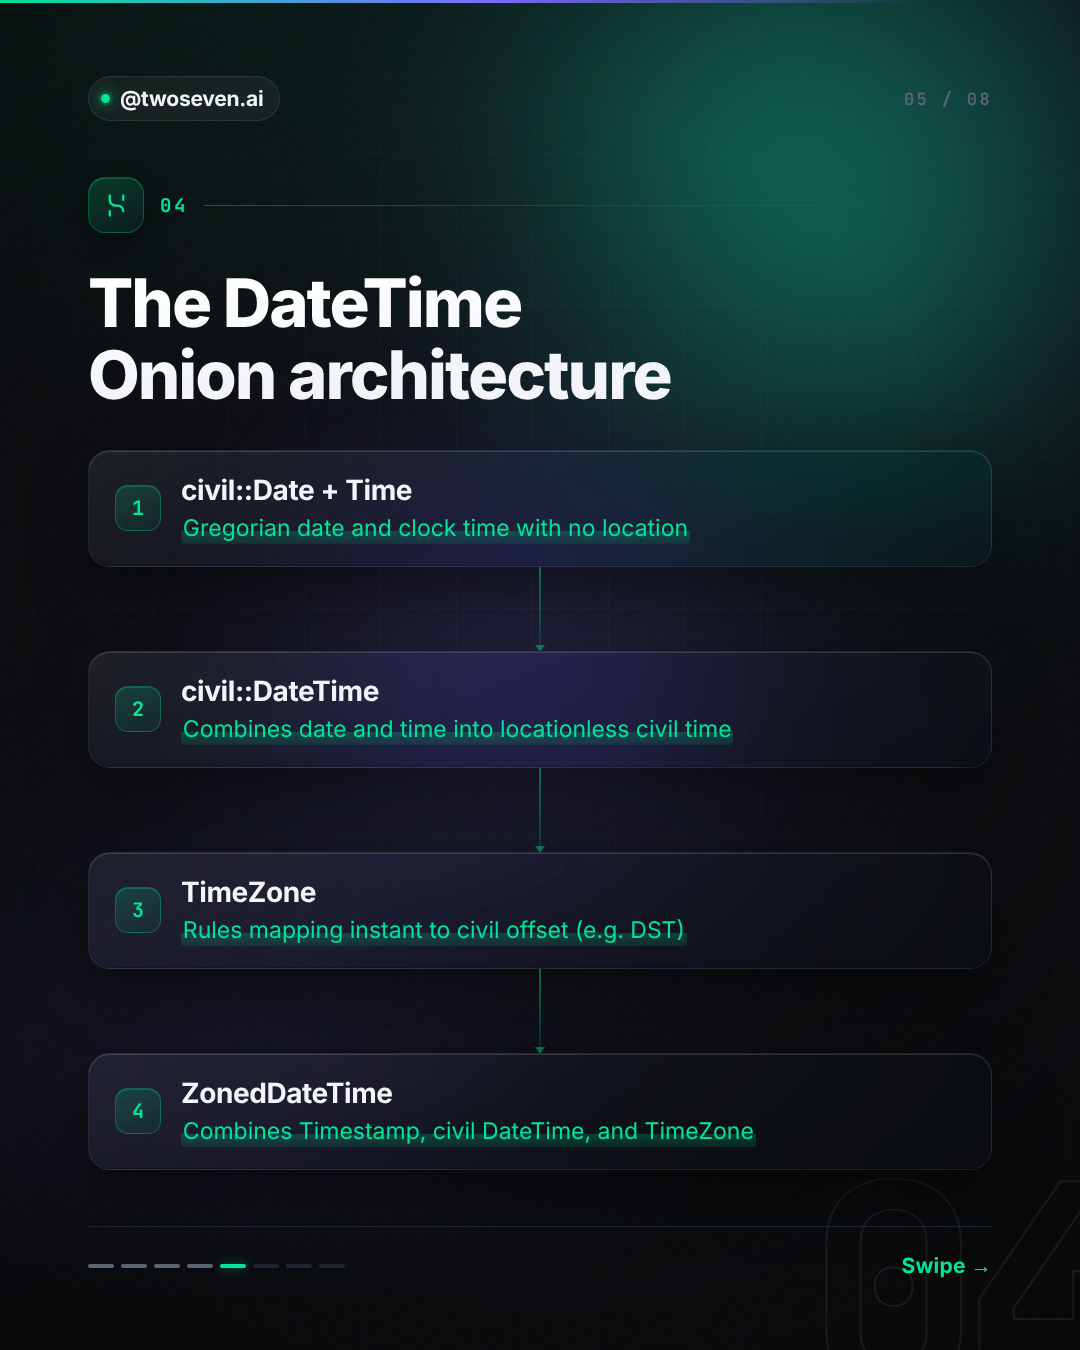 @twoseven.ai
05 / 08
04
The DateTime
Onion architecture
1
civil::Date + Time
Gregorian date and clock time with no location
2
civil::DateTime
Combines date and time into locationless civil time
3
TimeZone
Rules mapping instant to civil offset (e.g. DST)
4
ZonedDateTime
Combines Timestamp, civil DateTime, and TimeZone
Swipe →
04